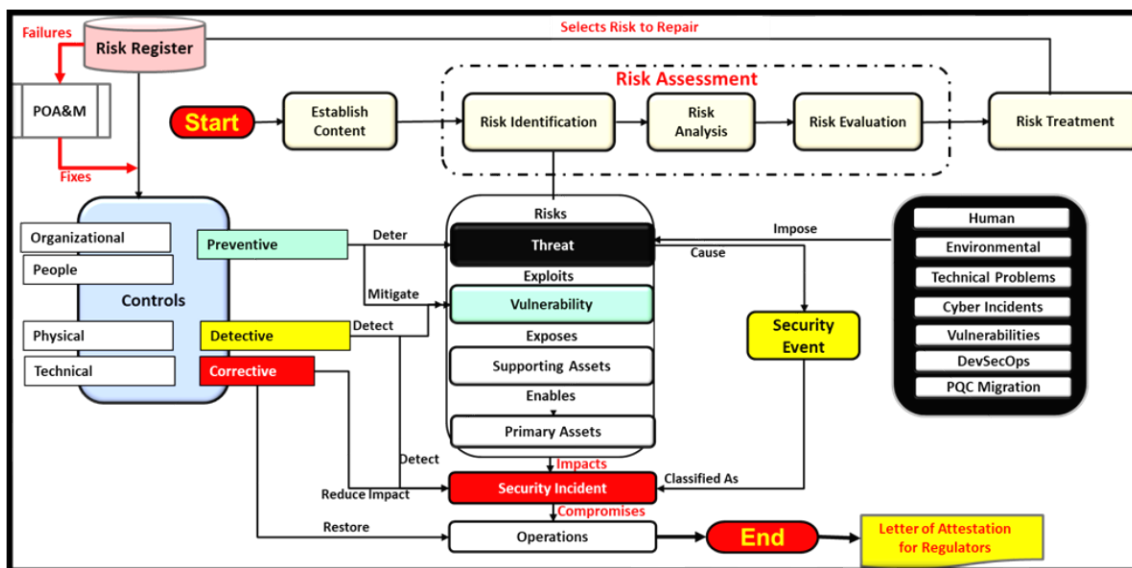 Failures
Selects Risk to Repair
Risk Register
Risk Assessment
POA&M
Start
Establish
Content
Risk Identification
Risk
Analysis
Risk Evaluation
Risk Treatment
Fixes
Organizational
People
Controls
Physical
Technical
Preventive
Detective
Corrective
Deter
Mitigate
Detect
Detect
Reduce Impact
Restore
Risks
Threat
Exploits
Vulnerability
Exposes
Supporting Assets
Enables
Primary Assets
Impacts
Security Incident
Compromises
Operations
Impose
Cause
Security
Event
Classified As
Human
Environmental
Technical Problems
Cyber Incidents
Vulnerabilities
DevSecOps
PQC Migration
End
Letter of Attestation
for Regulators